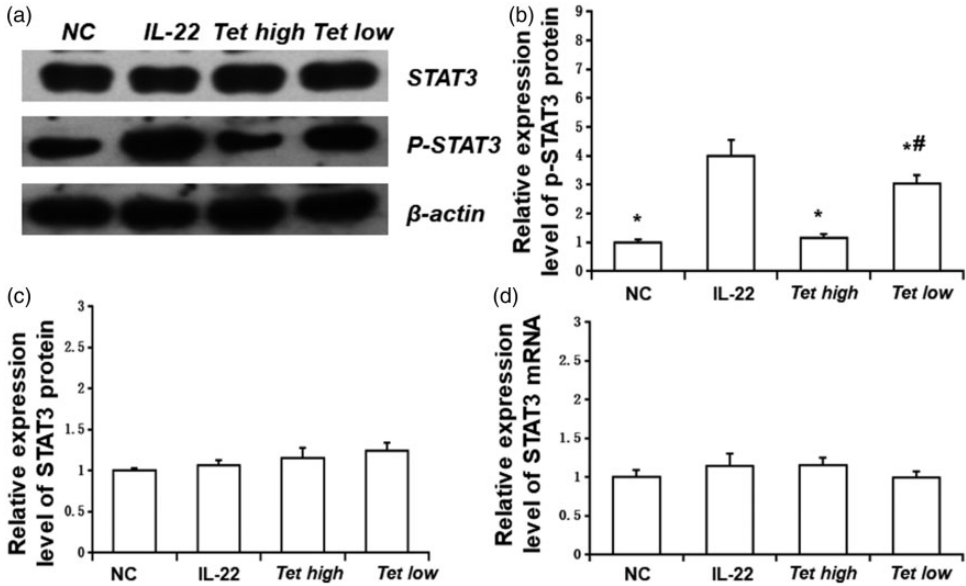 (a)
NC IL-22 Tet high Tet low
STAT3
P-STAT3
β-actin
(b)
Relative expression
level of p-STAT3 protein
9
8
7
6
5
4
3
2
1
0
*
*
*#
NC IL-22 Tet high Tet low
(c)
Relative expression
level of STAT3 protein
3
2.5
2
1.5
1
0.5
0
NC IL-22 Tet high Tet low
(d)
Relative expression
level of STAT3 mRNA
3
2.5
2
1.5
1
0.5
0
NC IL-22 Tet high Tet low